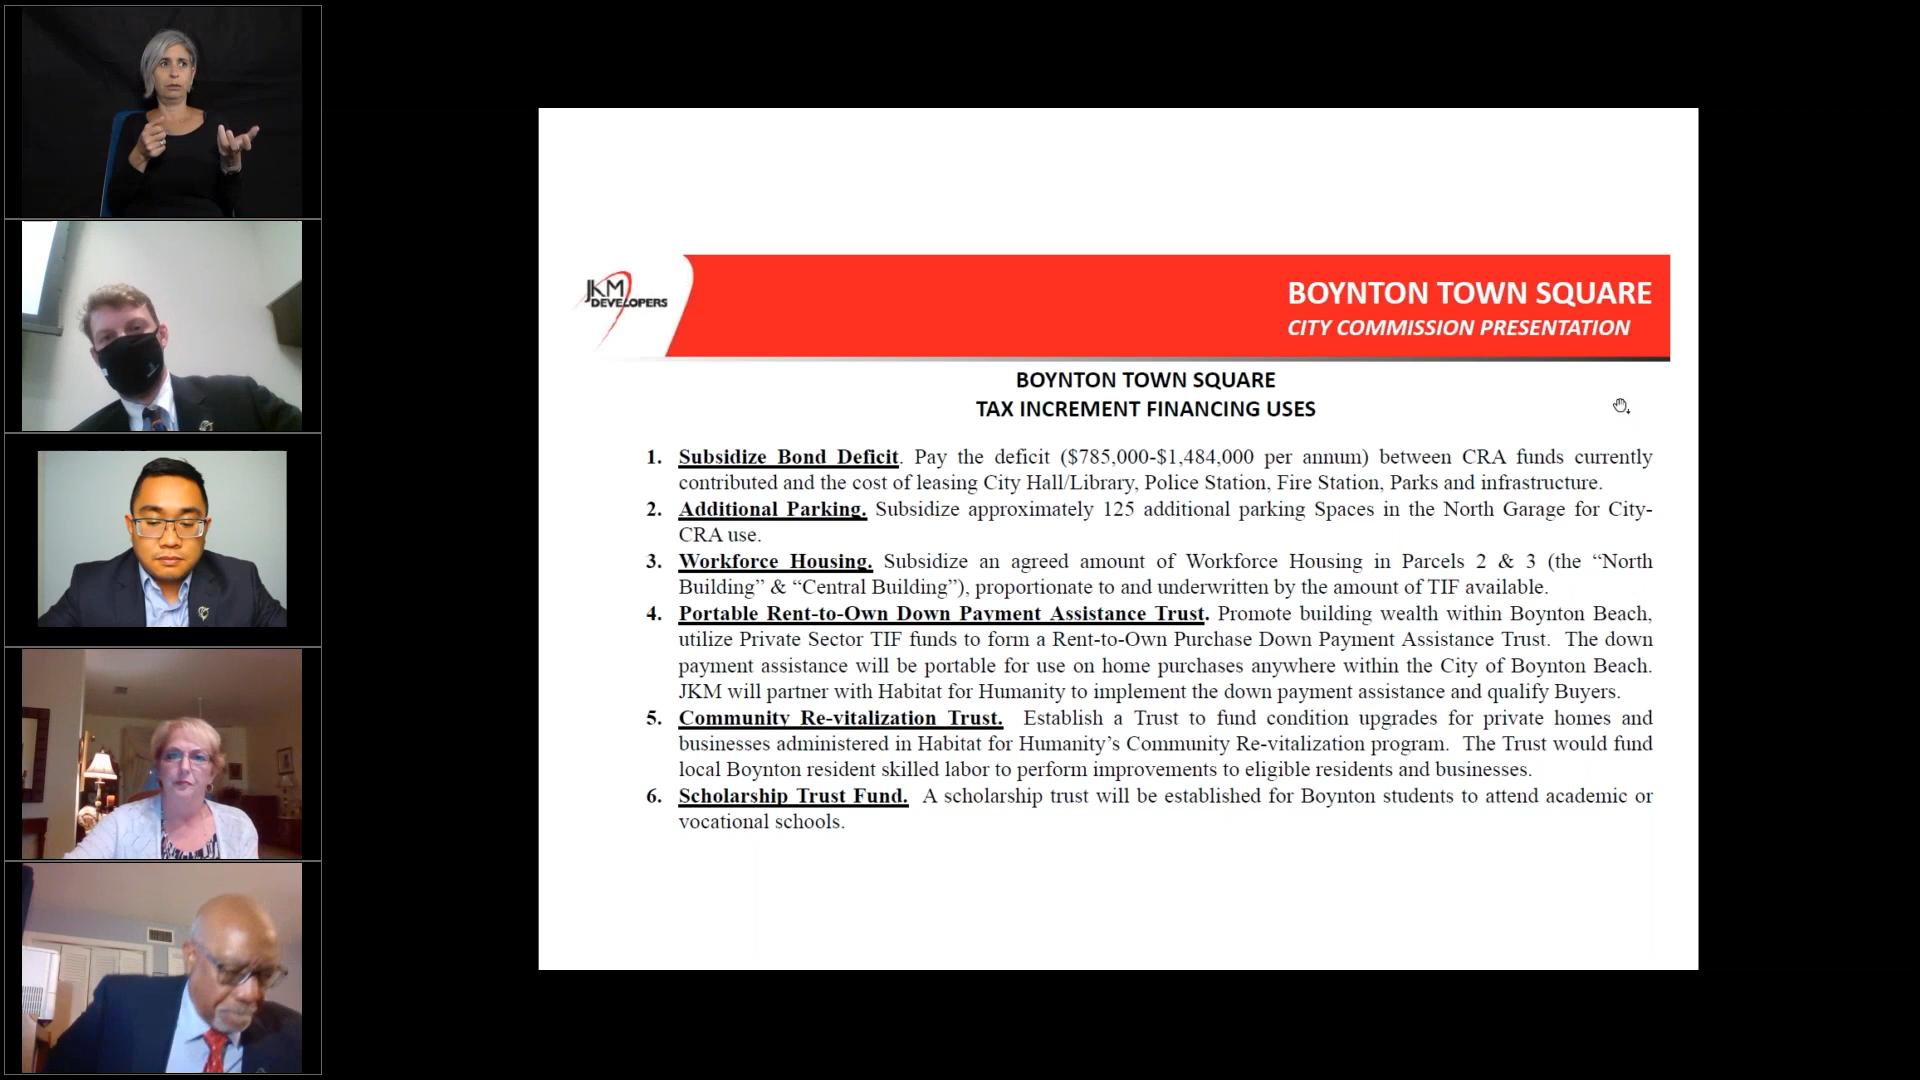 JKM
DEVELOPERS
BOYNTON TOWN SQUARE
CITY COMMISSION PRESENTATION
BOYNTON TOWN SQUARE
TAX INCREMENT FINANCING USES
1. Subsidize Bond Deficit. Pay the deficit ($785,000-$1,484,000 per annum) between CRA funds currently
contributed and the cost of leasing City Hall/Library, Police Station, Fire Station, Parks and infrastructure.
2. Additional Parking. Subsidize approximately 125 additional parking Spaces in the North Garage for City-
CRA use.
3. Workforce Housing. Subsidize an agreed amount of Workforce Housing in Parcels 2 & 3 (the “North
Building” & “Central Building”), proportionate to and underwritten by the amount of TIF available.
4. Portable Rent-to-Own Down Payment Assistance Trust. Promote building wealth within Boynton Beach,
utilize Private Sector TIF funds to form a Rent-to-Own Purchase Down Payment Assistance Trust. The down
payment assistance will be portable for use on home purchases anywhere within the City of Boynton Beach.
JKM will partner with Habitat for Humanity to implement the down payment assistance and qualify Buyers.
5. Community Re-vitalization Trust. Establish a Trust to fund condition upgrades for private homes and
businesses administered in Habitat for Humanity’s Community Re-vitalization program. The Trust would fund
local Boynton resident skilled labor to perform improvements to eligible residents and businesses.
6. Scholarship Trust Fund. A scholarship trust will be established for Boynton students to attend academic or
vocational schools.